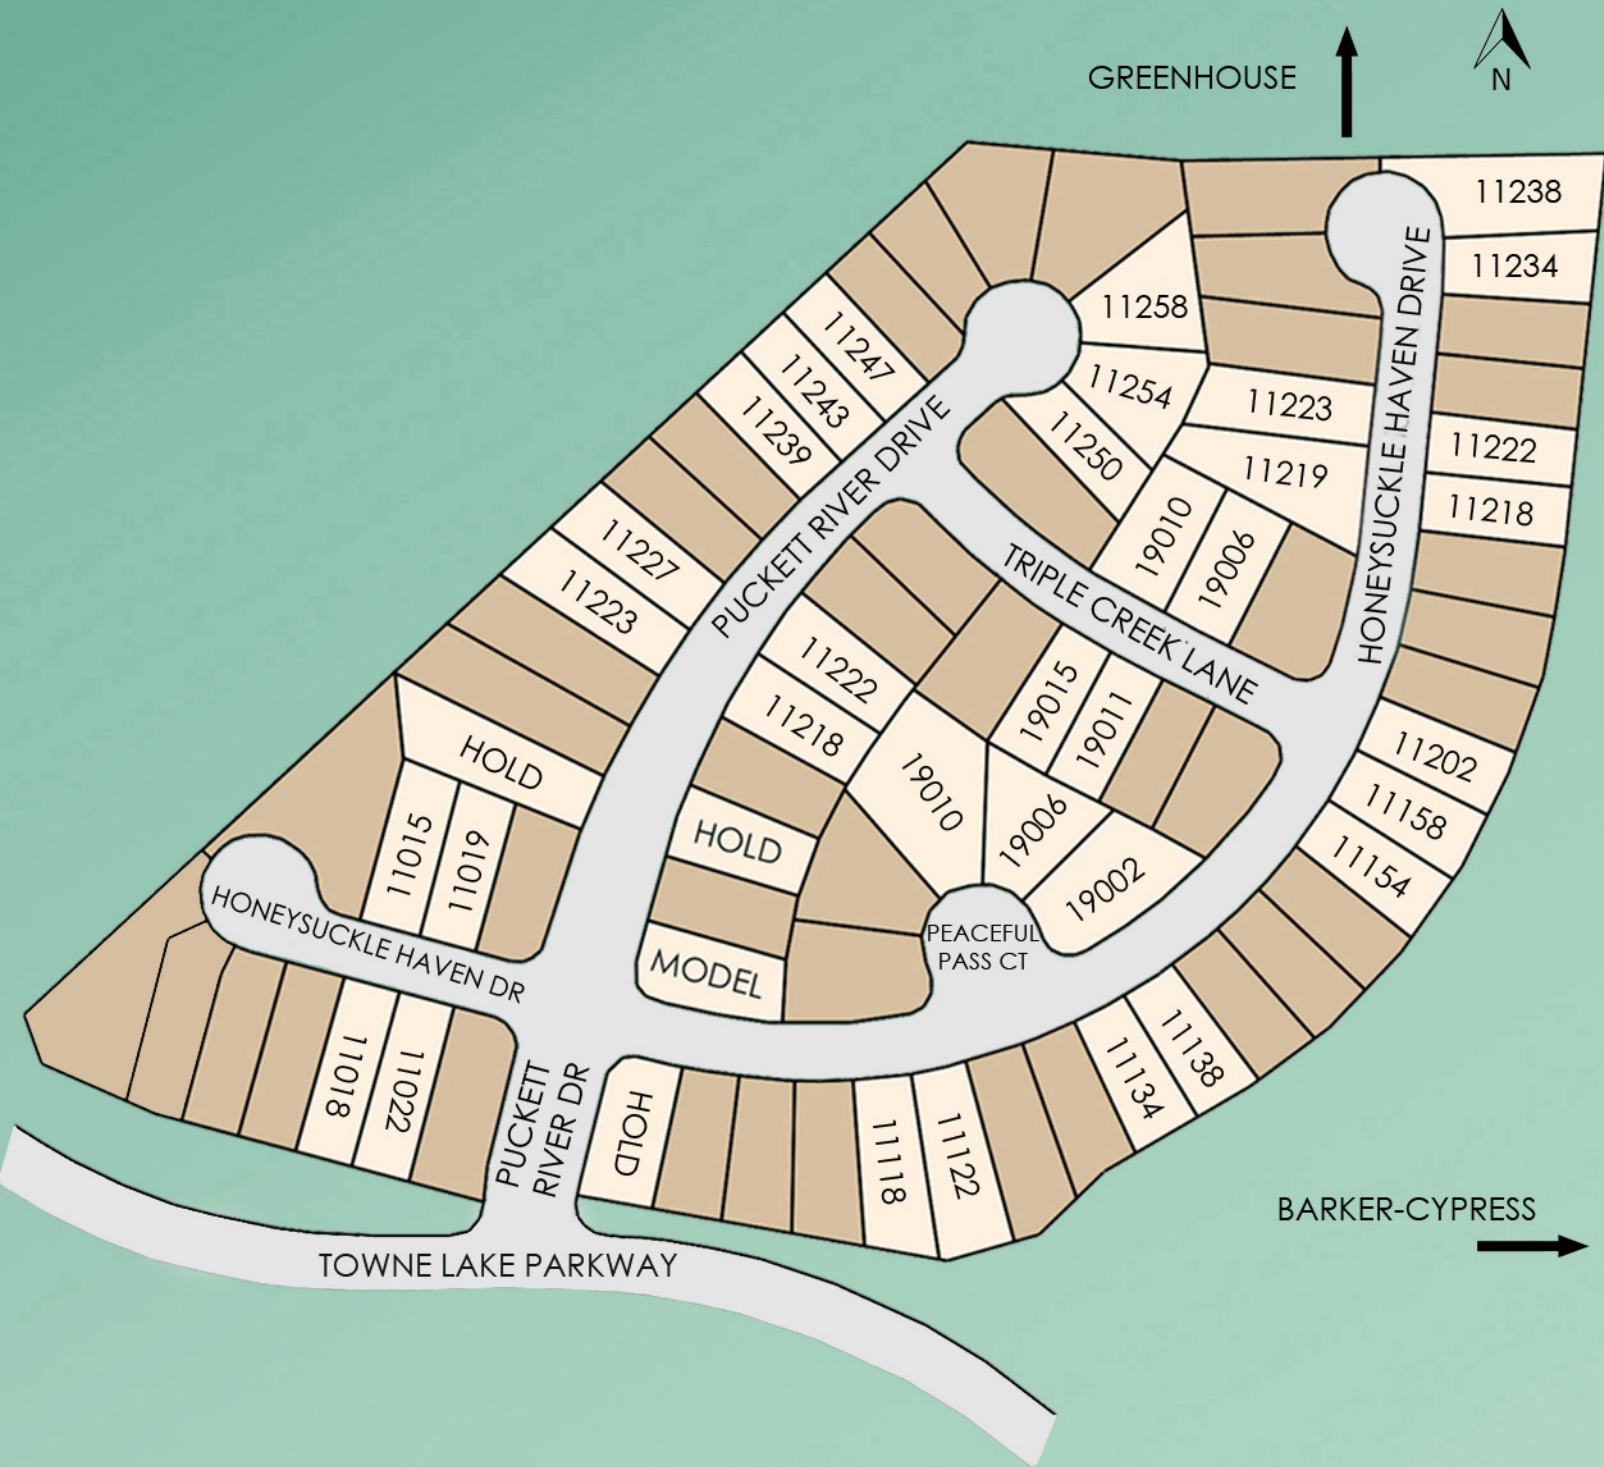 GREENHOUSE
N
11238
11234
11258
11247
11254
11243
11223
11239
11250
11222
11219
11218
HONEYSUCKLE HAVEN DRIVE
PUCKETT RIVER DRIVE
19010
19006
11227
11223
TRIPLE CREEK LANE
11222
19015
11218
19011
11202
HOLD
19010
11158
HOLD
19006
11154
11015
11019
19002
HONEYSUCKLE HAVEN DR
PEACEFUL
PASS CT
MODEL
11018
11022
PUCKETT
RIVER DR
HOLD
11118
11122
11134
11138
BARKER-CYPRESS
TOWNE LAKE PARKWAY